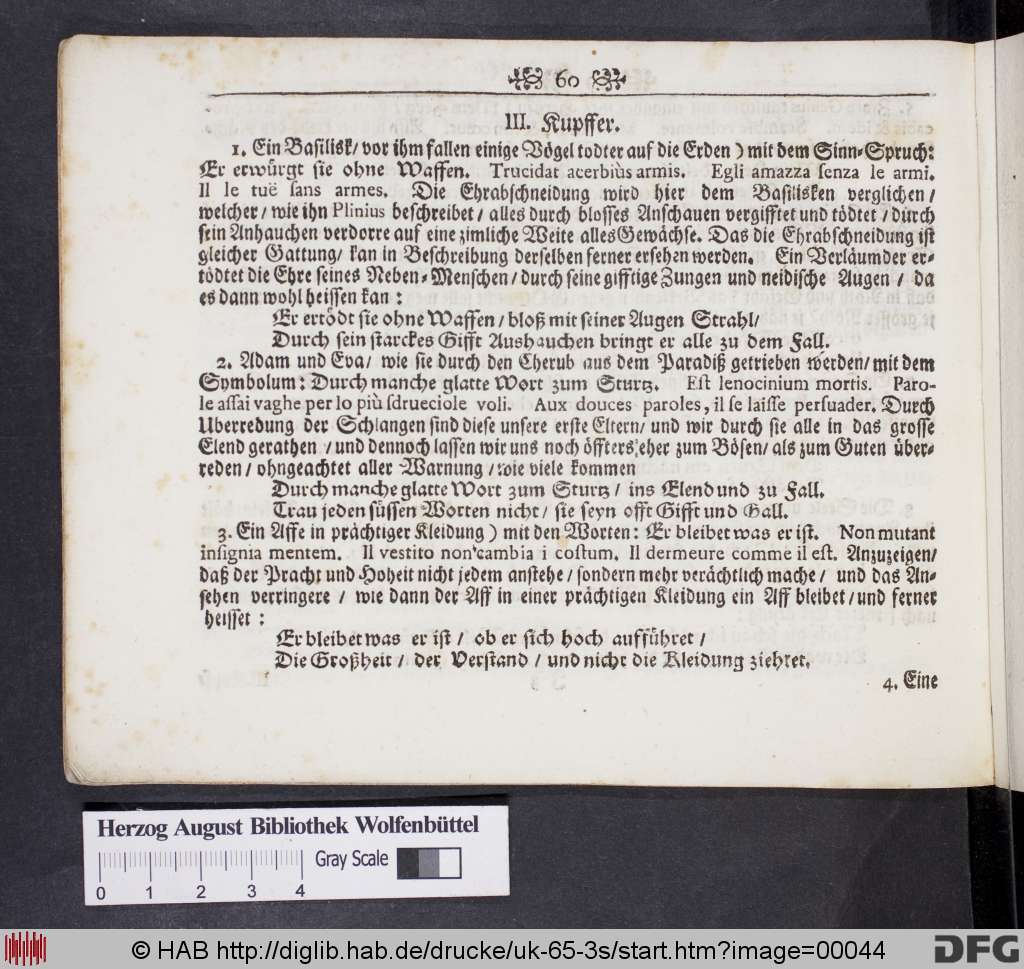 60
III. Kupffer.
1. Ein Basilisk/ vor ihm fallen einige Vögel todter auf die Erden ) mit dem Sinn-Spruch:
Er erwürgt sie ohne Waffen. Trucidat acerbiùs armis. Egli amazza senza le armi.
Il le tuë sans armes. Die Ehrabschneidung wird hier dem Basilisken verglichen/
welcher/ wie ihn Plinius beschreibet/ alles durch blosses Anschauen vergifftet und tödtet/ durch
sein Anhauchen verdorre auf eine zimliche Weite alles Gewächse. Das die Ehrabschneidung ist
gleicher Gattung/ kan in Beschreibung derselben ferner ersehen werden. Ein Verläumder er-
tödtet die Ehre seines Neben-Menschen/ durch seine gifftige Zungen und neidische Augen/ da
es dann wohl heissen kan:
Er ertödt sie ohne Waffen/ bloß mit seiner Augen Strahl/
Durch sein starckes Gifft Aushauchen bringt er alle zu dem Fall.
2. Adam und Eva/ wie sie durch den Cherub aus dem Paradiß getrieben werden/ mit dem
Symbolum: Durch manche glatte Wort zum Sturtz. Est lenocinium mortis. Paro-
le assai vaghe per lo più sdrueciole voli. Aux douces paroles, il se laisse persuader. Durch
Uberredung der Schlangen sind diese unsere erste Eltern/ und wir durch sie alle in das grosse
Elend gerathen/ und dennoch lassen wir uns noch öffters eher zum Bösen/ als zum Guten über-
reden/ ohngeachtet aller Warnung/ wie viele kommen
Durch manche glatte Wort zum Sturtz/ ins Elend und zu Fall.
Trau jeden süssen Worten nicht/ sie seyn offt Gifft und Gall.
3. Ein Affe in prächtiger Kleidung ) mit den Worten: Er bleibet was er ist. Non mutant
insignia mentem. Il vestito non cambia i costum. Il dermeure comme il est. Anzuzeigen/
daß der Pracht und Hoheit nicht jedem anstehe/ sondern mehr verächtlich mache/ und das An-
sehen verringere/ wie dann der Aff in einer prächtigen Kleidung ein Aff bleibet/ und ferner
heisset:
Er bleibet was er ist/ ob er sich hoch aufführet/
Die Großheit/ der Verstand/ und nicht die Kleidung ziehret.
4. Eine
Herzog August Bibliothek Wolfenbüttel
Gray Scale
0 1 2 3 4
© HAB http://diglib.hab.de/drucke/uk-65-3s/start.htm?image=00044
DFG